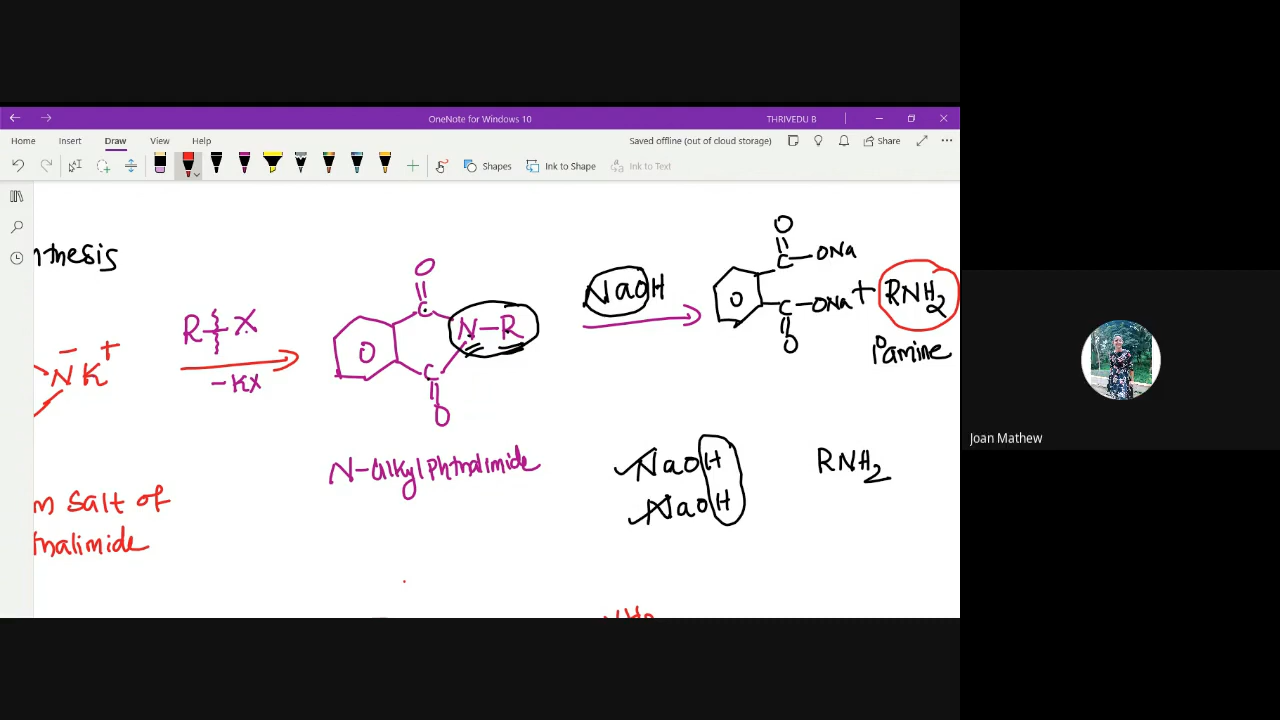 OneNote for Windows 10
THRIVEDU B
Home Insert Draw View Help
Saved offline (out of cloud storage)
Share
Shapes
Ink to Shape
Ink to Text
nthesis
O
C
N-R
C
O
R X
-KX
N K
- +
NaOH
O
C-ONa
C-ONa
O
+ RNH2
1°amine
N-alkyl phthalimide
NaOH
NaOH
RNH2
m Salt of
thalimide
Joan Mathew